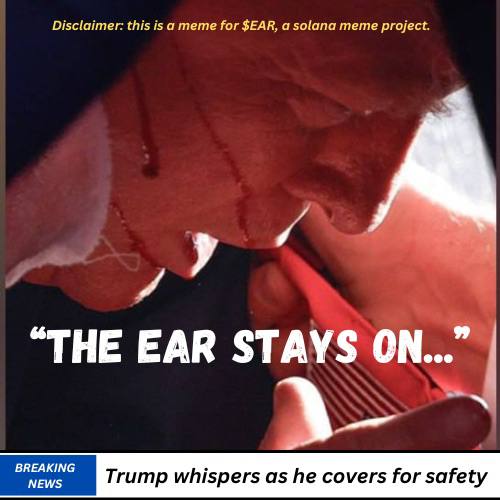 Disclaimer: this is a meme for $EAR, a solana meme project.
“THE EAR STAYS ON...”
BREAKING
NEWS
Trump whispers as he covers for safety